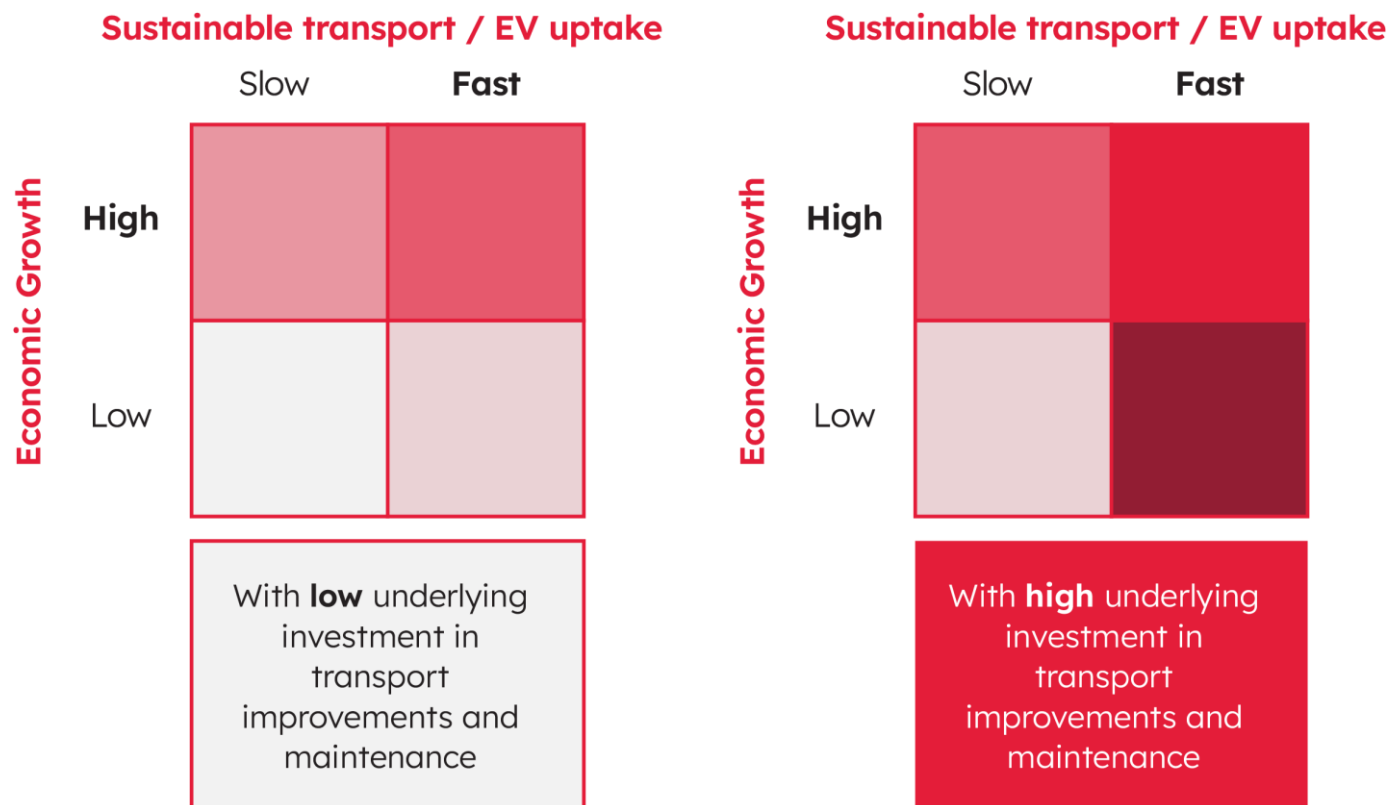 Sustainable transport / EV uptake
Slow
Fast
Economic Growth
High
Low
With low underlying
investment in
transport
improvements and
maintenance
Sustainable transport / EV uptake
Slow
Fast
Economic Growth
High
Low
With high underlying
investment in
transport
improvements and
maintenance